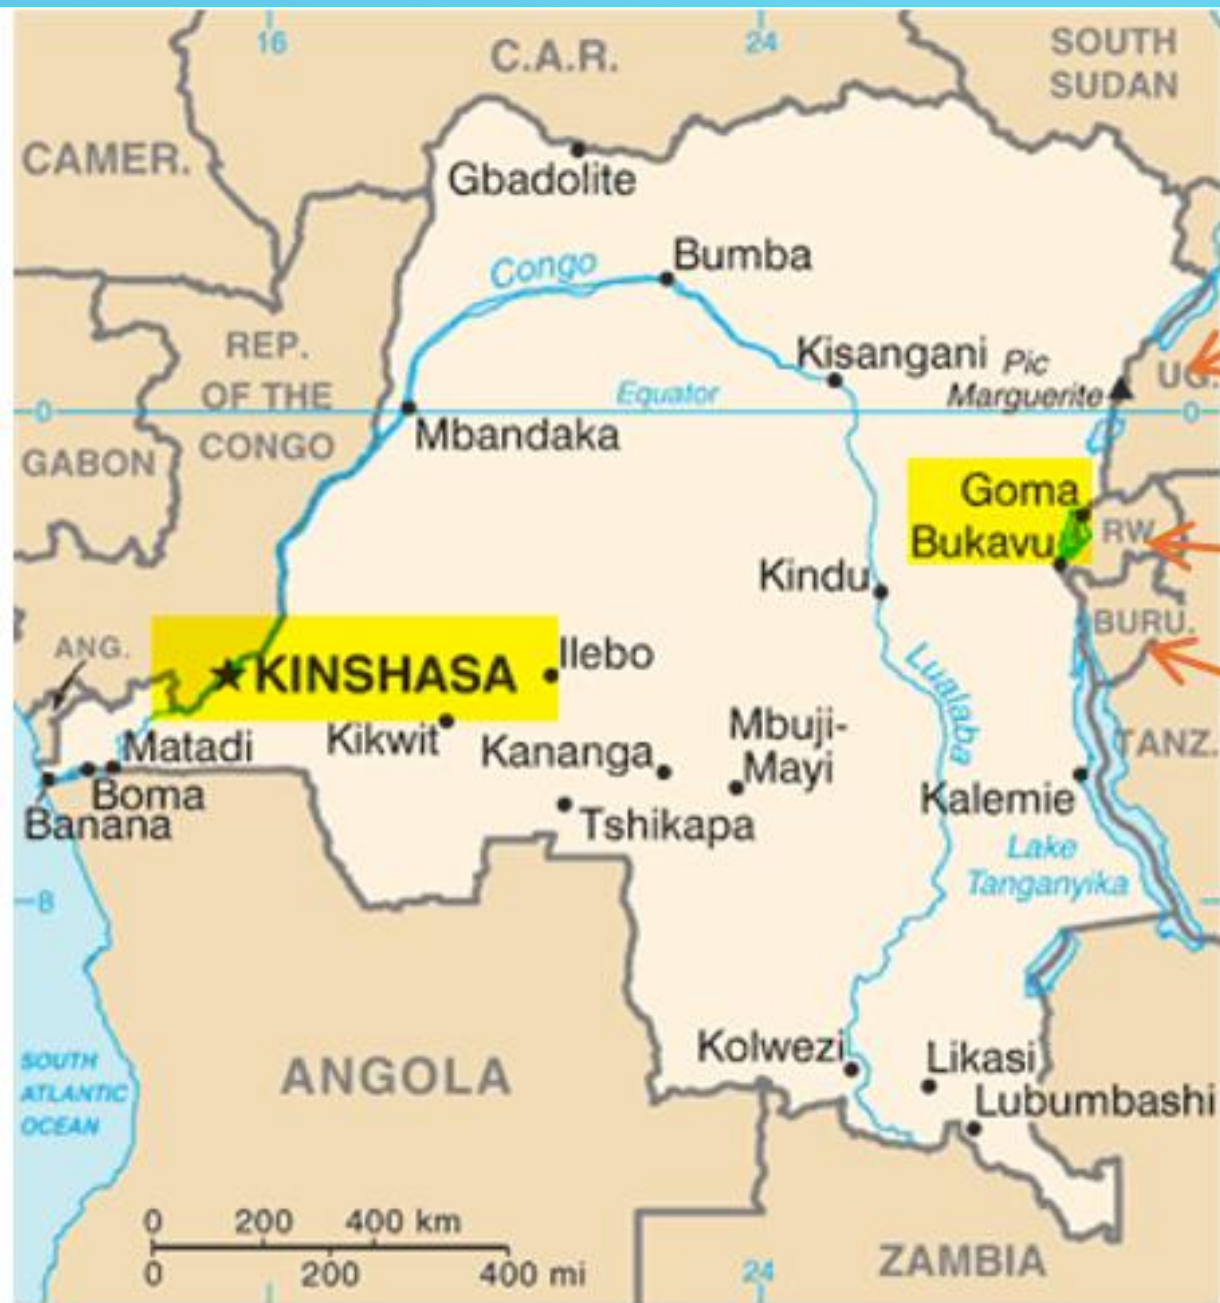 16
24
C.A.R.
SOUTH
SUDAN
CAMER.
Gbadolite
Congo
Bumba
REP.
OF THE
CONGO
Kisangani
Pic
Marguerite
UG.
Equator
0
0
Mbandaka
GABON
Goma
RW.
Bukavu
Kindu
BURU.
ANG.
KINSHASA
Ilebo
Lualaba
Kikwit
Kananga
Mbuji-
Mayi
TANZ.
Matadi
Boma
Banana
Tshikapa
Kalemie
Lake
Tanganyika
8
Kolwezi
Likasi
Lubumbashi
SOUTH
ATLANTIC
OCEAN
ANGOLA
0 200 400 km
0 200 400 mi
24
ZAMBIA